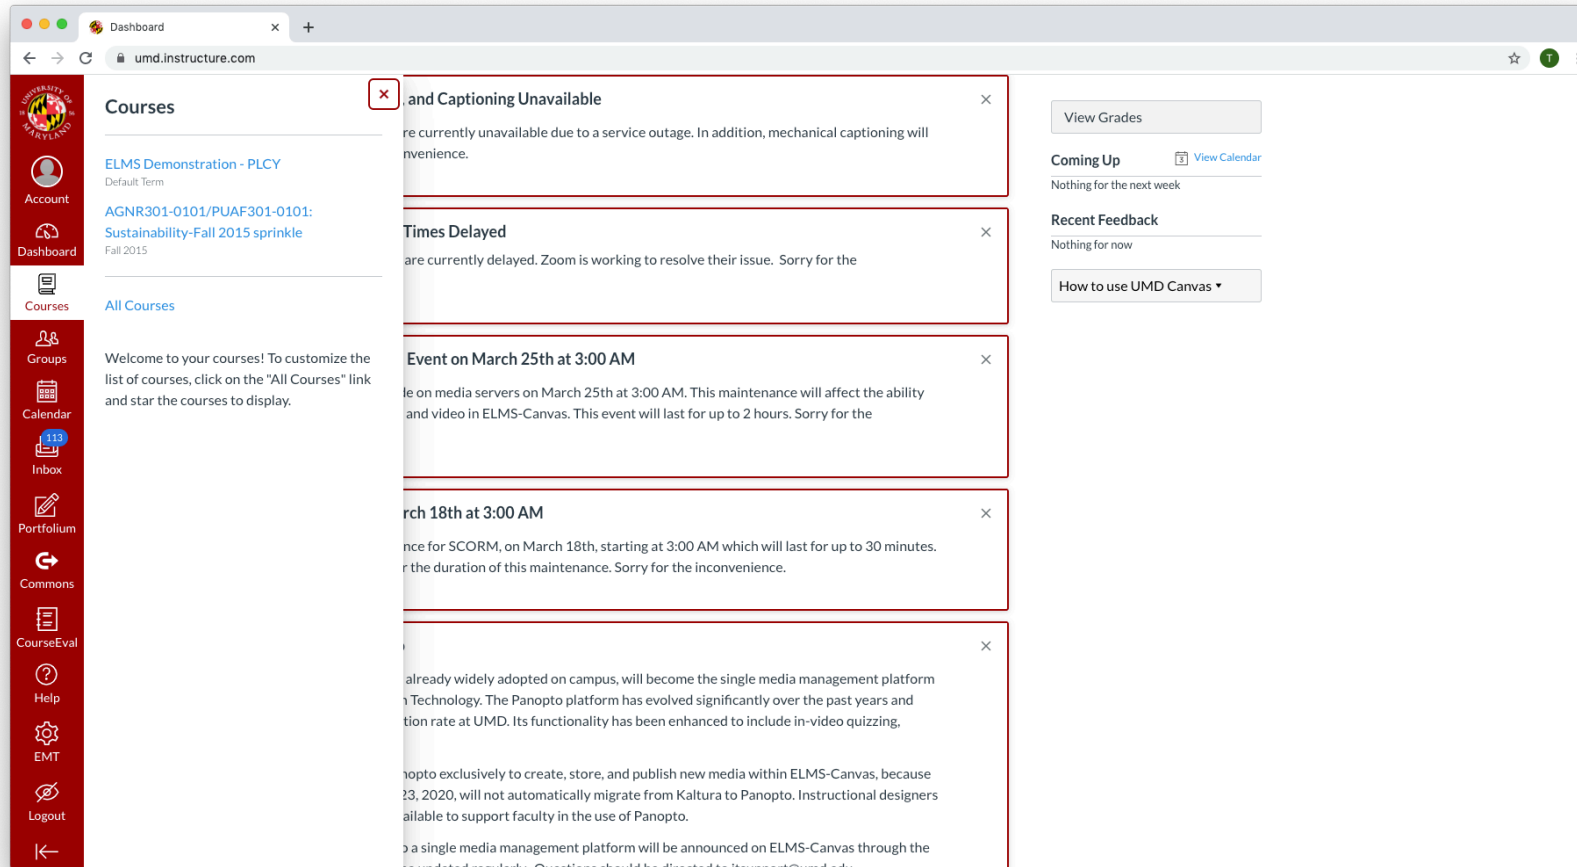 Dashboard
umd.instructure.com
T
UNIVERSITY OF
18 56
MARYLAND
Account
Dashboard
Courses
Groups
Calendar
113
Inbox
Portfolium
Commons
CourseEval
Help
EMT
Logout
Courses
ELMS Demonstration - PLCY
Default Term
AGNR301-0101/PUAF301-0101:
Sustainability-Fall 2015 sprinkle
Fall 2015
All Courses
Welcome to your courses! To customize the
list of courses, click on the "All Courses" link
and star the courses to display.
and Captioning Unavailable
re currently unavailable due to a service outage. In addition, mechanical captioning will
nvenience.
Times Delayed
are currently delayed. Zoom is working to resolve their issue. Sorry for the
Event on March 25th at 3:00 AM
de on media servers on March 25th at 3:00 AM. This maintenance will affect the ability
and video in ELMS-Canvas. This event will last for up to 2 hours. Sorry for the
rch 18th at 3:00 AM
nce for SCORM, on March 18th, starting at 3:00 AM which will last for up to 30 minutes.
r the duration of this maintenance. Sorry for the inconvenience.
already widely adopted on campus, will become the single media management platform
Technology. The Panopto platform has evolved significantly over the past years and
tion rate at UMD. Its functionality has been enhanced to include in-video quizzing,
nopto exclusively to create, store, and publish new media within ELMS-Canvas, because
23, 2020, will not automatically migrate from Kaltura to Panopto. Instructional designers
ailable to support faculty in the use of Panopto.
a single media management platform will be announced on ELMS-Canvas through the
View Grades
Coming Up
3 View Calendar
Nothing for the next week
Recent Feedback
Nothing for now
How to use UMD Canvas